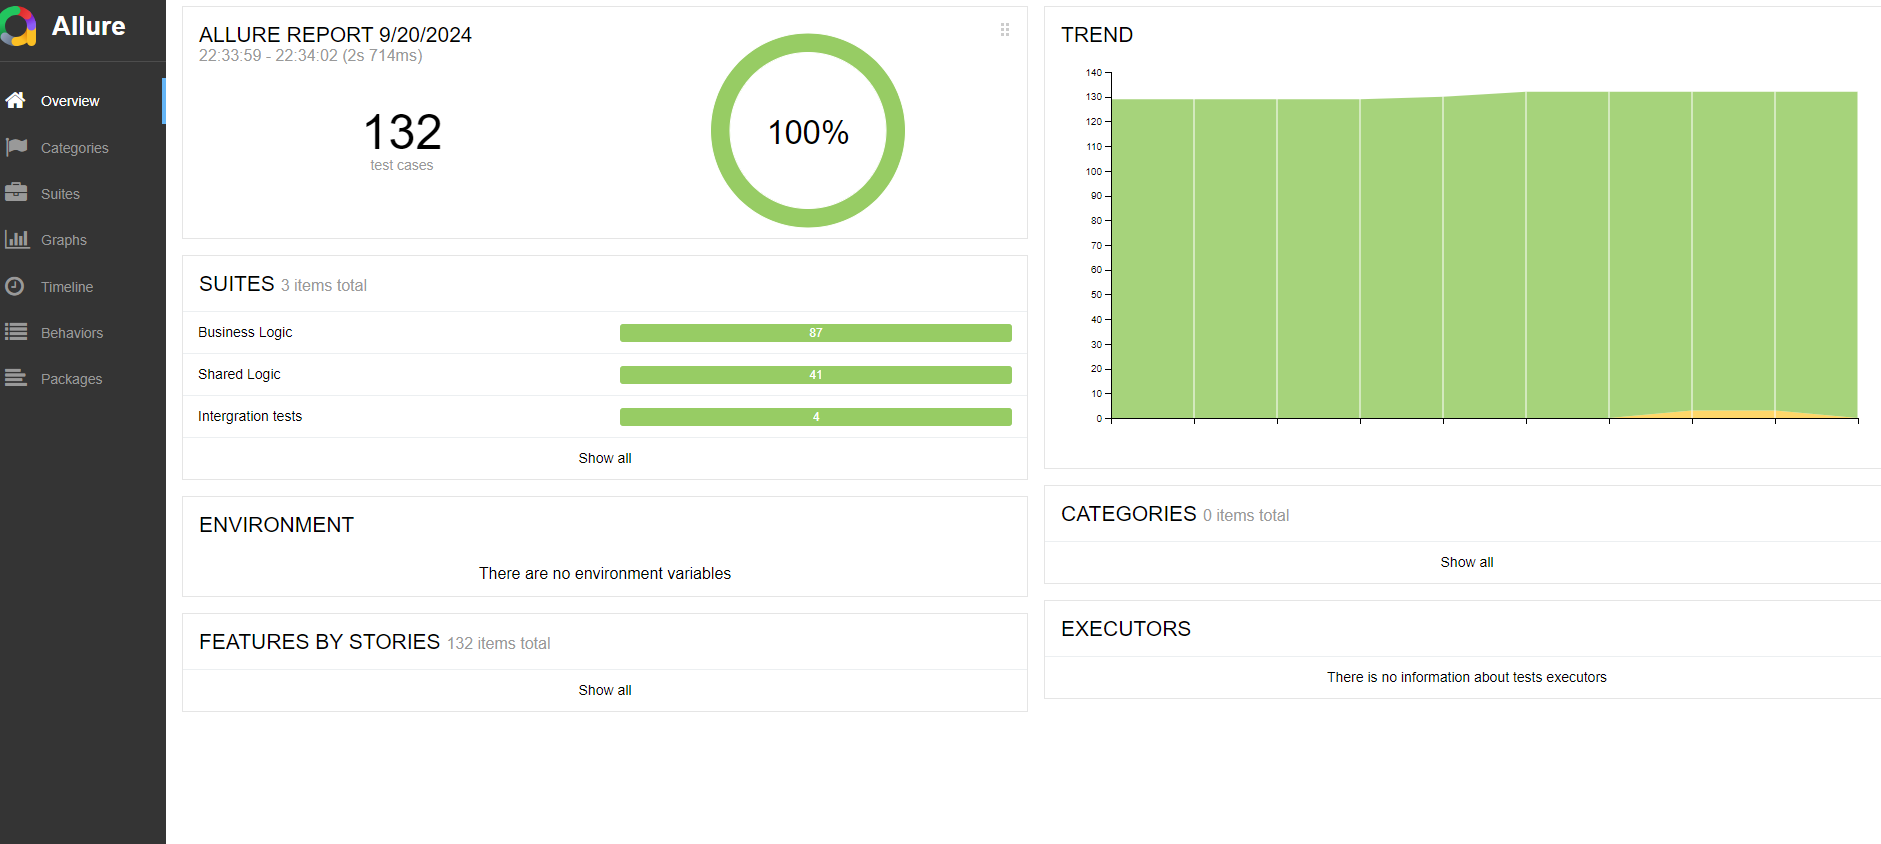 Allure
Overview
Categories
Suites
Graphs
Timeline
Behaviors
Packages
ALLURE REPORT 9/20/2024
22:33:59 - 22:34:02 (2s 714ms)
132
test cases
100%
SUITES 3 items total
Business Logic 87
Shared Logic 41
Intergration tests 4
Show all
ENVIRONMENT
There are no environment variables
FEATURES BY STORIES 132 items total
Show all
TREND
140
130
120
110
100
90
80
70
60
50
40
30
20
10
0
CATEGORIES 0 items total
Show all
EXECUTORS
There is no information about tests executors